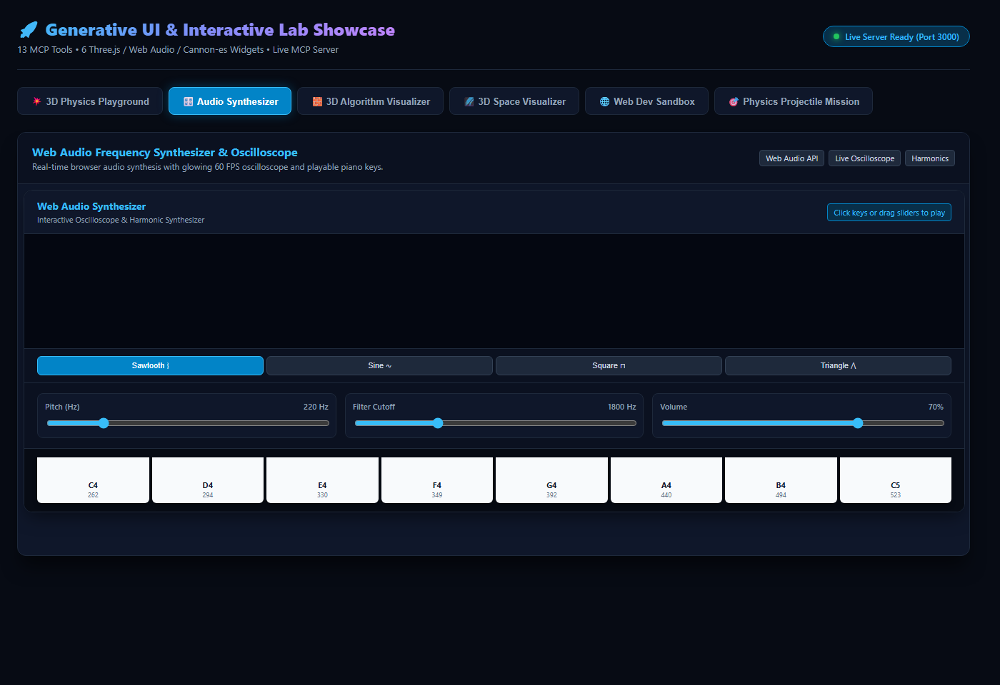 Generative UI & Interactive Lab Showcase
13 MCP Tools • 6 Three.js / Web Audio / Cannon-es Widgets • Live MCP Server
Live Server Ready (Port 3000)
3D Physics Playground
Audio Synthesizer
3D Algorithm Visualizer
3D Space Visualizer
Web Dev Sandbox
Physics Projectile Mission
Web Audio Frequency Synthesizer & Oscilloscope
Real-time browser audio synthesis with glowing 60 FPS oscilloscope and playable piano keys.
Web Audio API
Live Oscilloscope
Harmonics
Web Audio Synthesizer
Interactive Oscilloscope & Harmonic Synthesizer
Click keys or drag sliders to play
Sawtooth ⌇
Sine ∿
Square ⊓
Triangle ⋀
Pitch (Hz)
220 Hz
Filter Cutoff
1800 Hz
Volume
70%
C4
262
D4
294
E4
330
F4
349
G4
392
A4
440
B4
494
C5
523